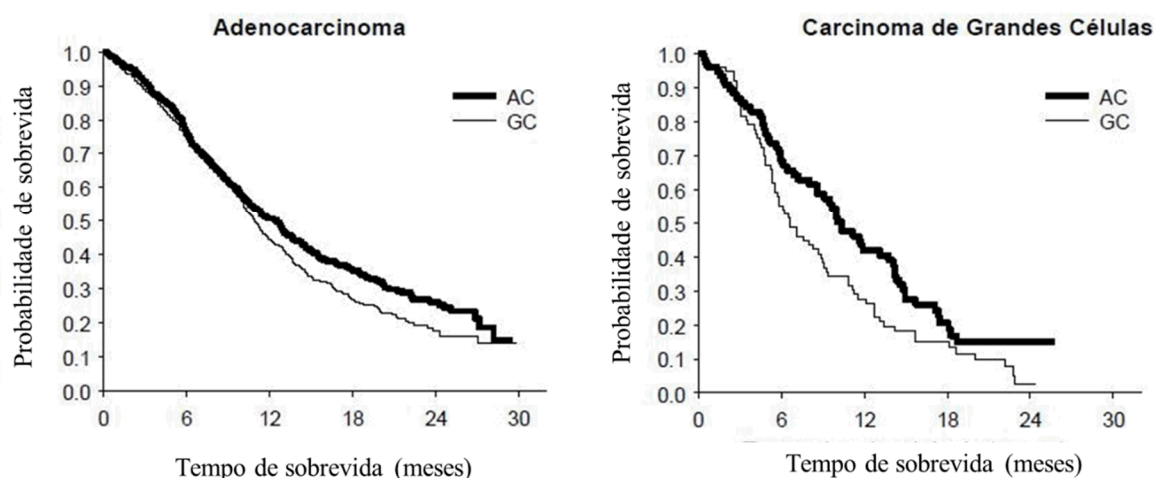 Adenocarcinoma
Probabilidade de sobrevida
1.0
0.9
0.8
0.7
0.6
0.5
0.4
0.3
0.2
0.1
0.0
AC
GC
0 6 12 18 24 30
Tempo de sobrevida (meses)
Carcinoma de Grandes Células
Probabilidade de sobrevida
1.0
0.9
0.8
0.7
0.6
0.5
0.4
0.3
0.2
0.1
0.0
AC
GC
0 6 12 18 24 30
Tempo de sobrevida (meses)